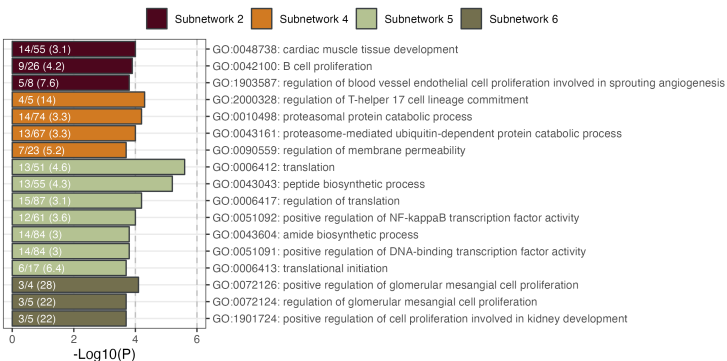 Subnetwork 2 Subnetwork 4 Subnetwork 5 Subnetwork 6
14/55 (3.1) GO:0048738: cardiac muscle tissue development
9/26 (4.2) GO:0042100: B cell proliferation
5/8 (7.6) GO:1903587: regulation of blood vessel endothelial cell proliferation involved in sprouting angiogenesis
4/5 (14) GO:2000328: regulation of T-helper 17 cell lineage commitment
14/74 (3.3) GO:0010498: proteasomal protein catabolic process
13/67 (3.3) GO:0043161: proteasome-mediated ubiquitin-dependent protein catabolic process
7/23 (5.2) GO:0090559: regulation of membrane permeability
13/51 (4.6) GO:0006412: translation
13/55 (4.3) GO:0043043: peptide biosynthetic process
15/87 (3.1) GO:0006417: regulation of translation
12/61 (3.6) GO:0051092: positive regulation of NF-kappaB transcription factor activity
14/84 (3) GO:0043604: amide biosynthetic process
14/84 (3) GO:0051091: positive regulation of DNA-binding transcription factor activity
6/17 (6.4) GO:0006413: translational initiation
3/4 (28) GO:0072126: positive regulation of glomerular mesangial cell proliferation
3/5 (22) GO:0072124: regulation of glomerular mesangial cell proliferation
3/5 (22) GO:1901724: positive regulation of cell proliferation involved in kidney development
0 2 4 6
-Log10(P)